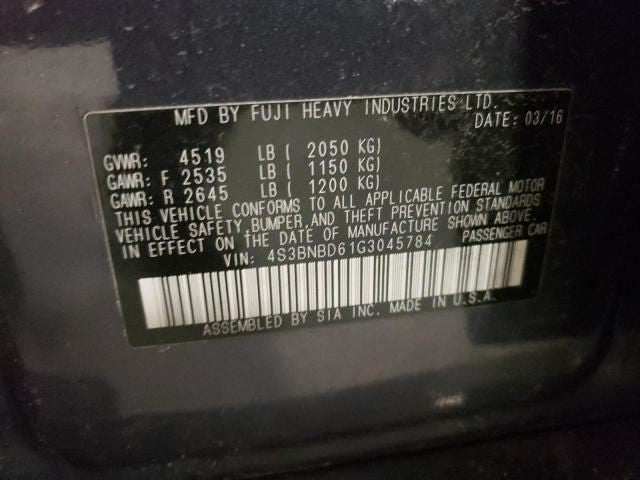 MFD BY FUJI HEAVY INDUSTRIES LTD.
DATE: 03/16
GVWR: 4519 LB ( 2050 KG)
GAWR: F 2535 LB ( 1150 KG)
GAWR: R 2645 LB ( 1200 KG)
THIS VEHICLE CONFORMS TO ALL APPLICABLE FEDERAL MOTOR
VEHICLE SAFETY, BUMPER, AND THEFT PREVENTION STANDARDS
IN EFFECT ON THE DATE OF MANUFACTURE SHOWN ABOVE.
VIN: 4S3BNBD61G3045784 PASSENGER CAR
ASSEMBLED BY SIA INC. MADE IN U.S.A.